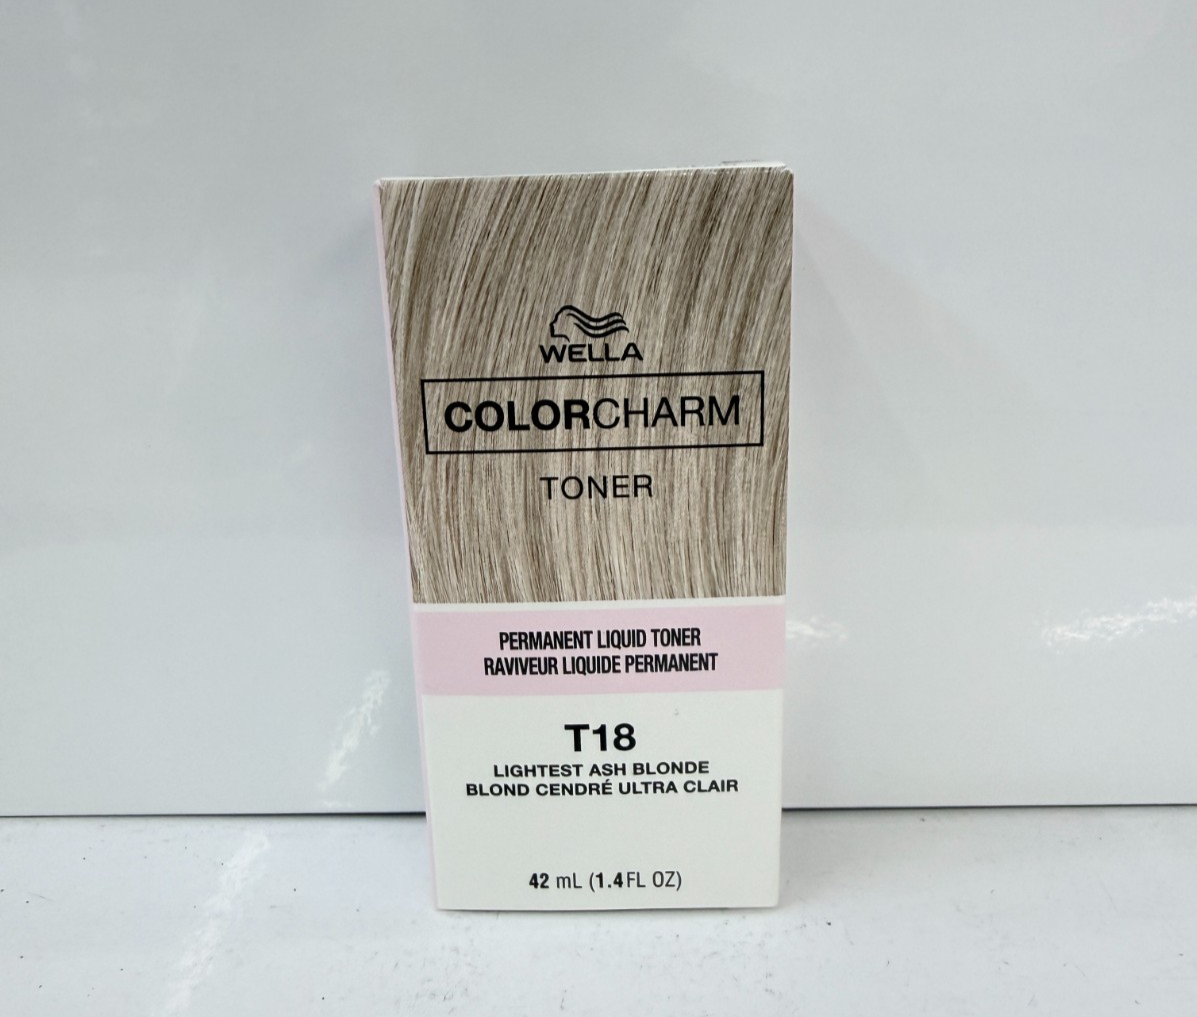 WELLA
COLORCHARM
TONER
PERMANENT LIQUID TONER
RAVIVEUR LIQUIDE PERMANENT
T18
LIGHTEST ASH BLONDE
BLOND CENDRÉ ULTRA CLAIR
42 mL (1.4FL OZ)